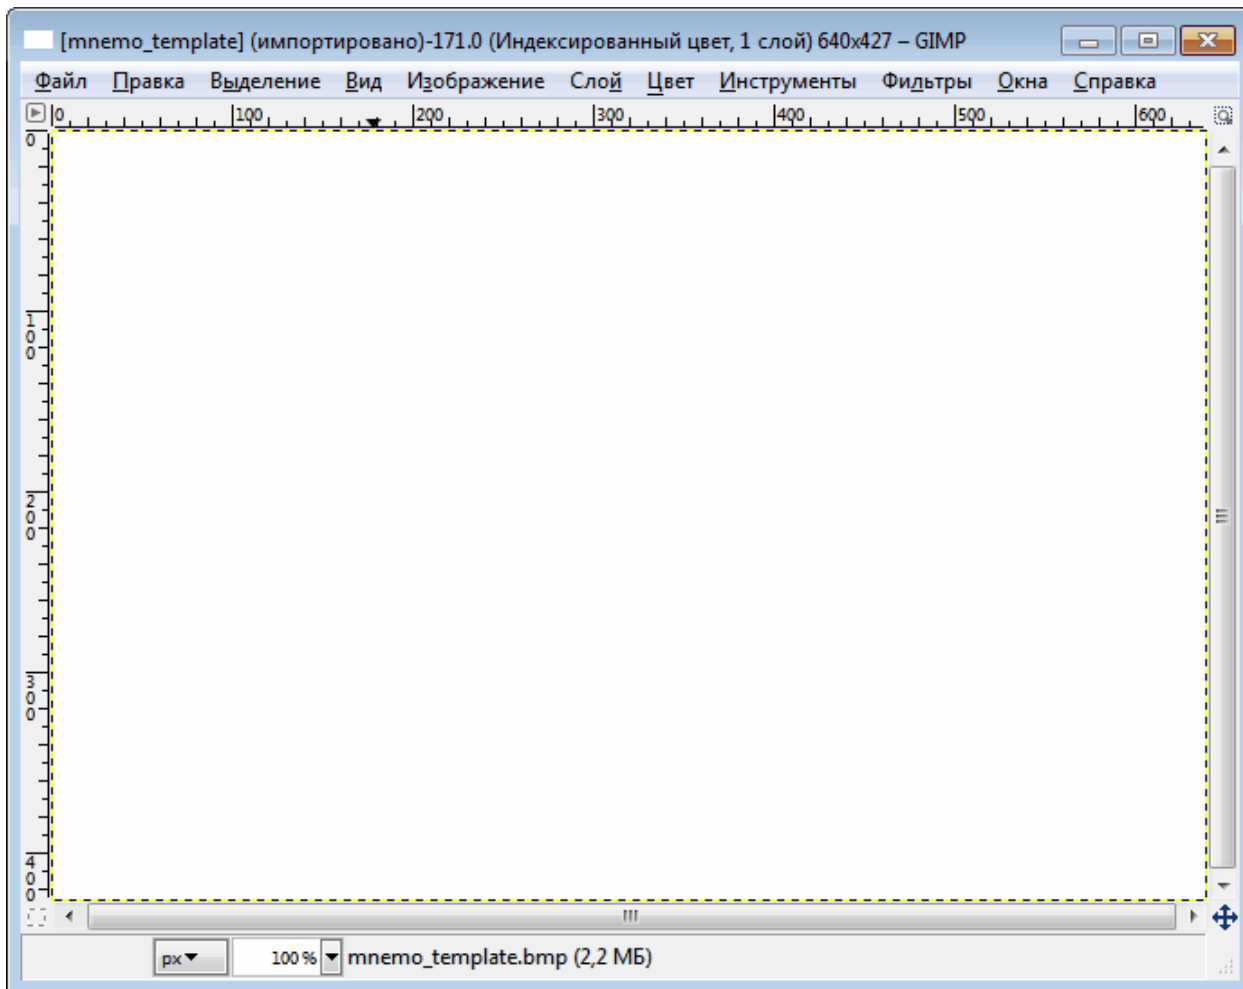 [mnemo_template] (импортировано)-171.0 (Индексированный цвет, 1 слой) 640x427 – GIMP
Файл Правка Выделение Вид Изображение Слой Цвет Инструменты Фильтры Окна Справка
0 100 200 300 400 500 600
0
100
200
300
400
px 100 % mnemo_template.bmp (2,2 МБ)